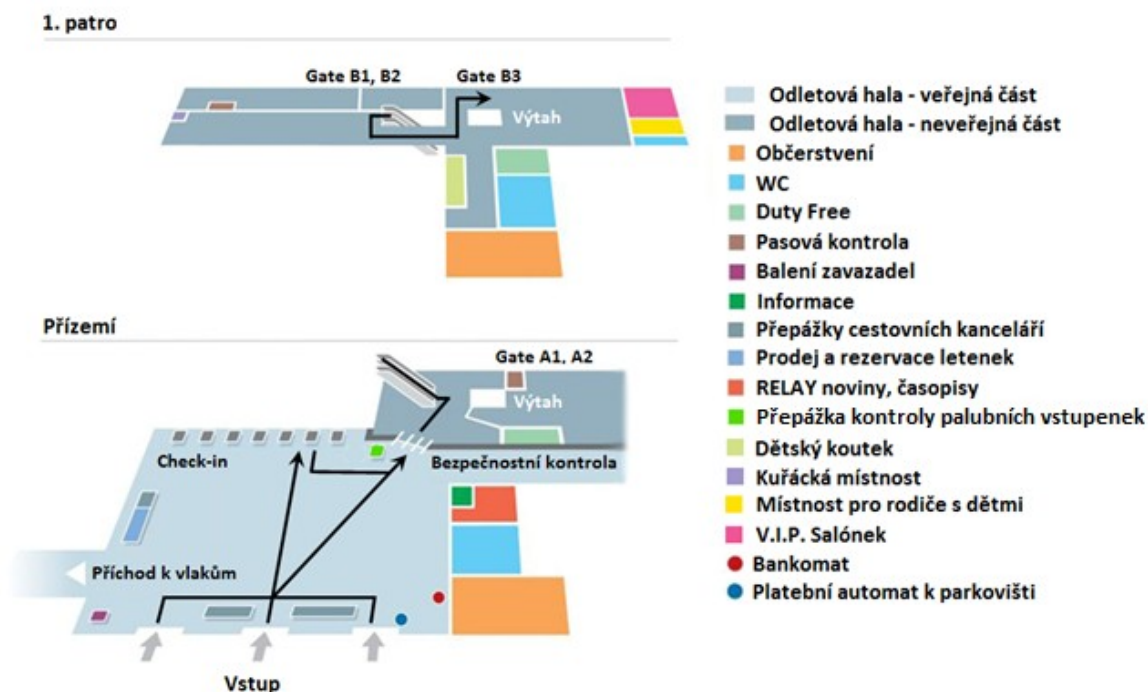 1. patro
Gate B1, B2
Gate B3
Výtah
Přízemí
Gate A1, A2
Výtah
Check-in
Bezpečnostní kontrola
Příchod k vlakům
Vstup
Odletová hala - veřejná část
Odletová hala - neveřejná část
Občerstvení
WC
Duty Free
Pasová kontrola
Balení zavazadel
Informace
Přepážky cestovních kanceláří
Prodej a rezervace letenek
RELAY noviny, časopisy
Přepážka kontroly palubních vstupenek
Dětský koutek
Kuřácká místnost
Místnost pro rodiče s dětmi
V.I.P. Salónek
Bankomat
Platební automat k parkovišti